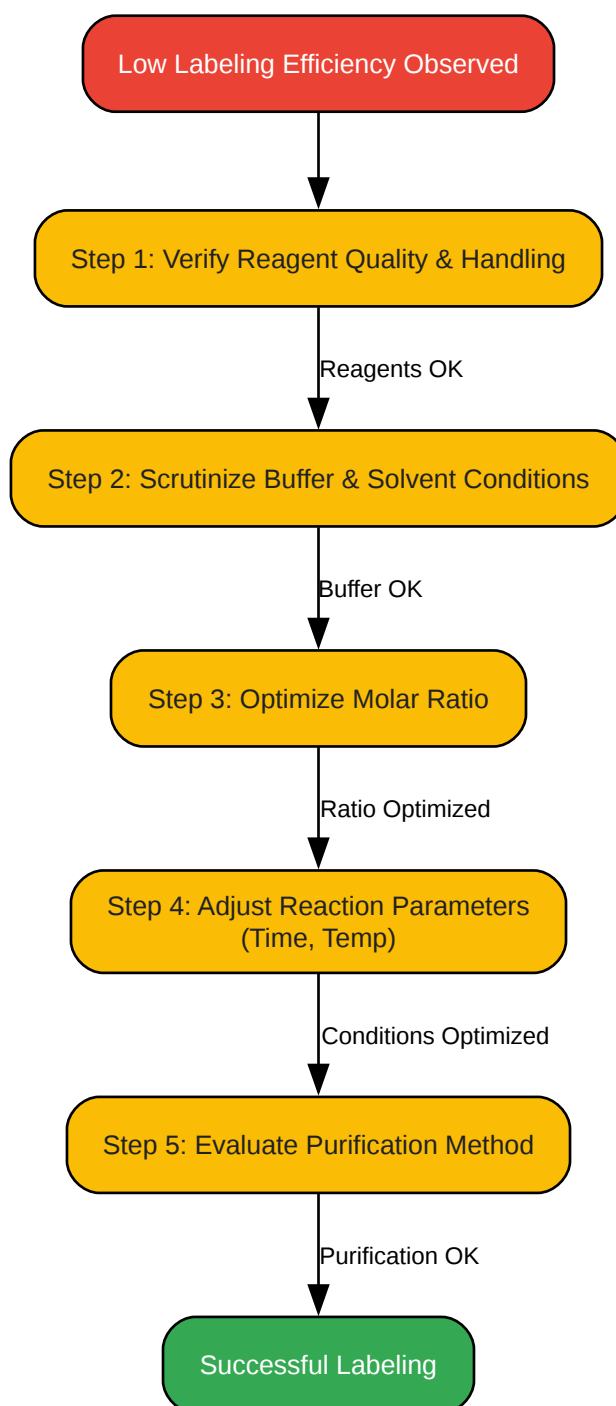 Low Labeling Efficiency Observed
Step 1: Verify Reagent Quality & Handling
Reagents OK
Step 2: Scrutinize Buffer & Solvent Conditions
Buffer OK
Step 3: Optimize Molar Ratio
Ratio Optimized
Step 4: Adjust Reaction Parameters
(Time, Temp)
Conditions Optimized
Step 5: Evaluate Purification Method
Purification OK
Successful Labeling